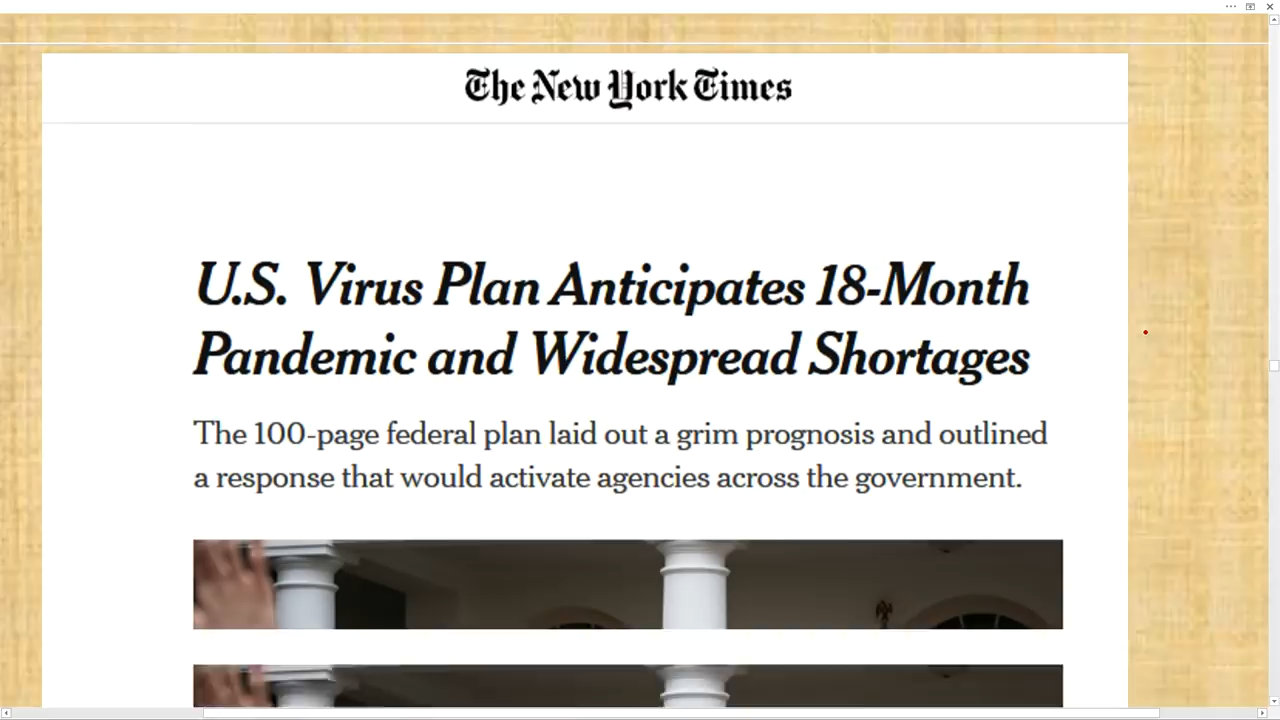 The New York Times
U.S. Virus Plan Anticipates 18-Month
Pandemic and Widespread Shortages
The 100-page federal plan laid out a grim prognosis and outlined
a response that would activate agencies across the government.